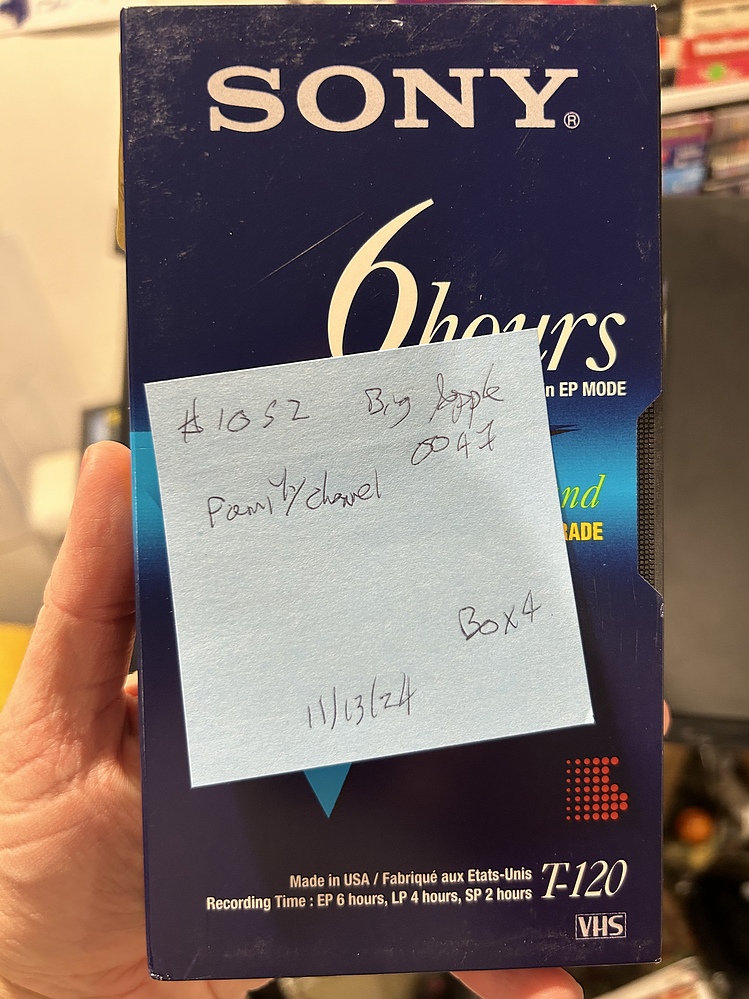 SONY®
6 hours
n EP MODE
#1052 Big Apple
0047
Family channel
nd
RADE
Box 4
11/13/24
Made in USA / Fabriqué aux Etats-Unis T-120
Recording Time : EP 6 hours, LP 4 hours, SP 2 hours
VHS